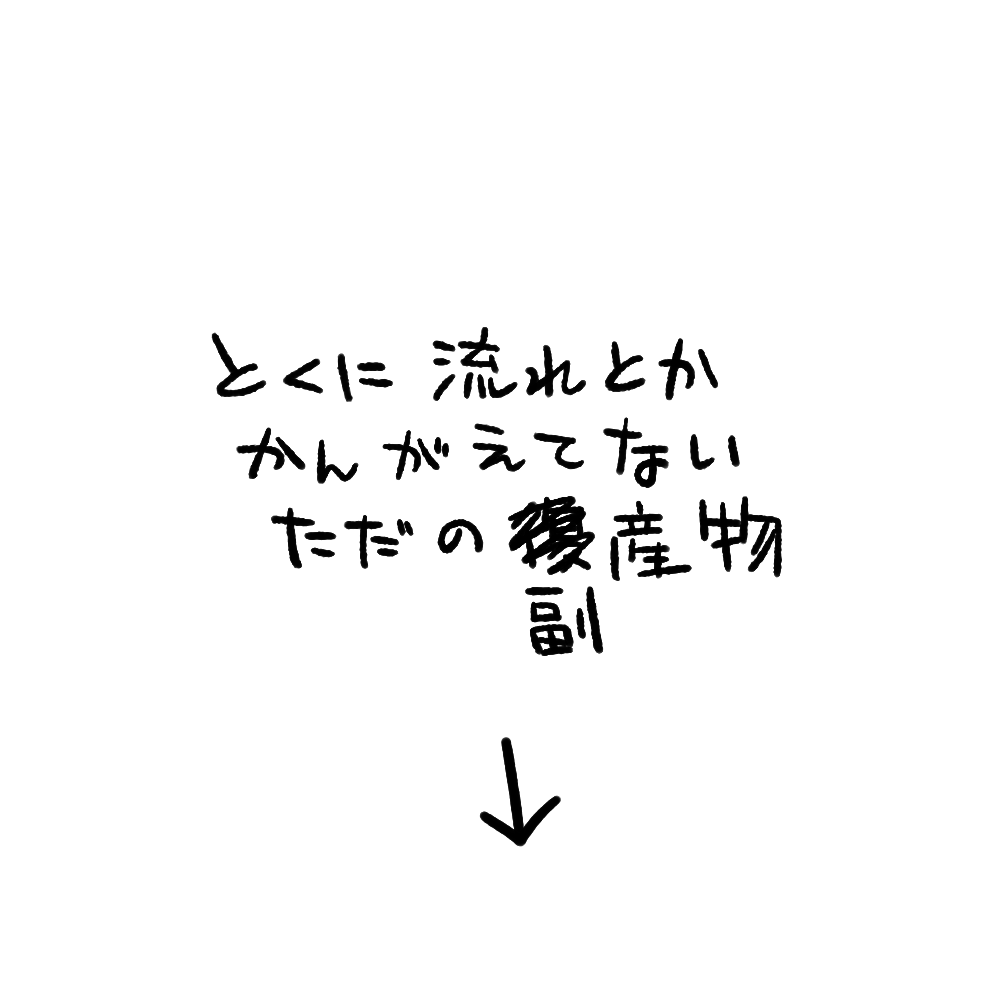 とくに流れとか
かんがえてない
ただの産物
副
↓